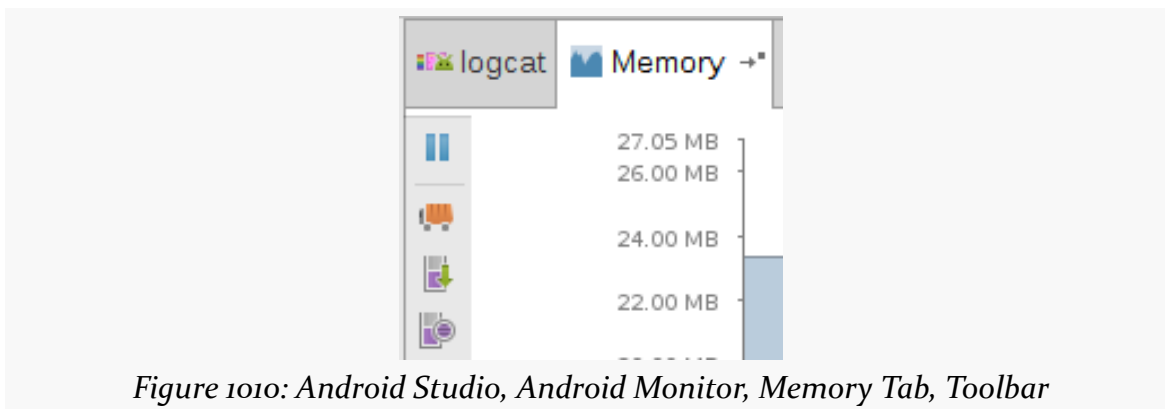 logcat Memory
27.05 MB
26.00 MB
24.00 MB
22.00 MB
Figure 1010: Android Studio, Android Monitor, Memory Tab, Toolbar